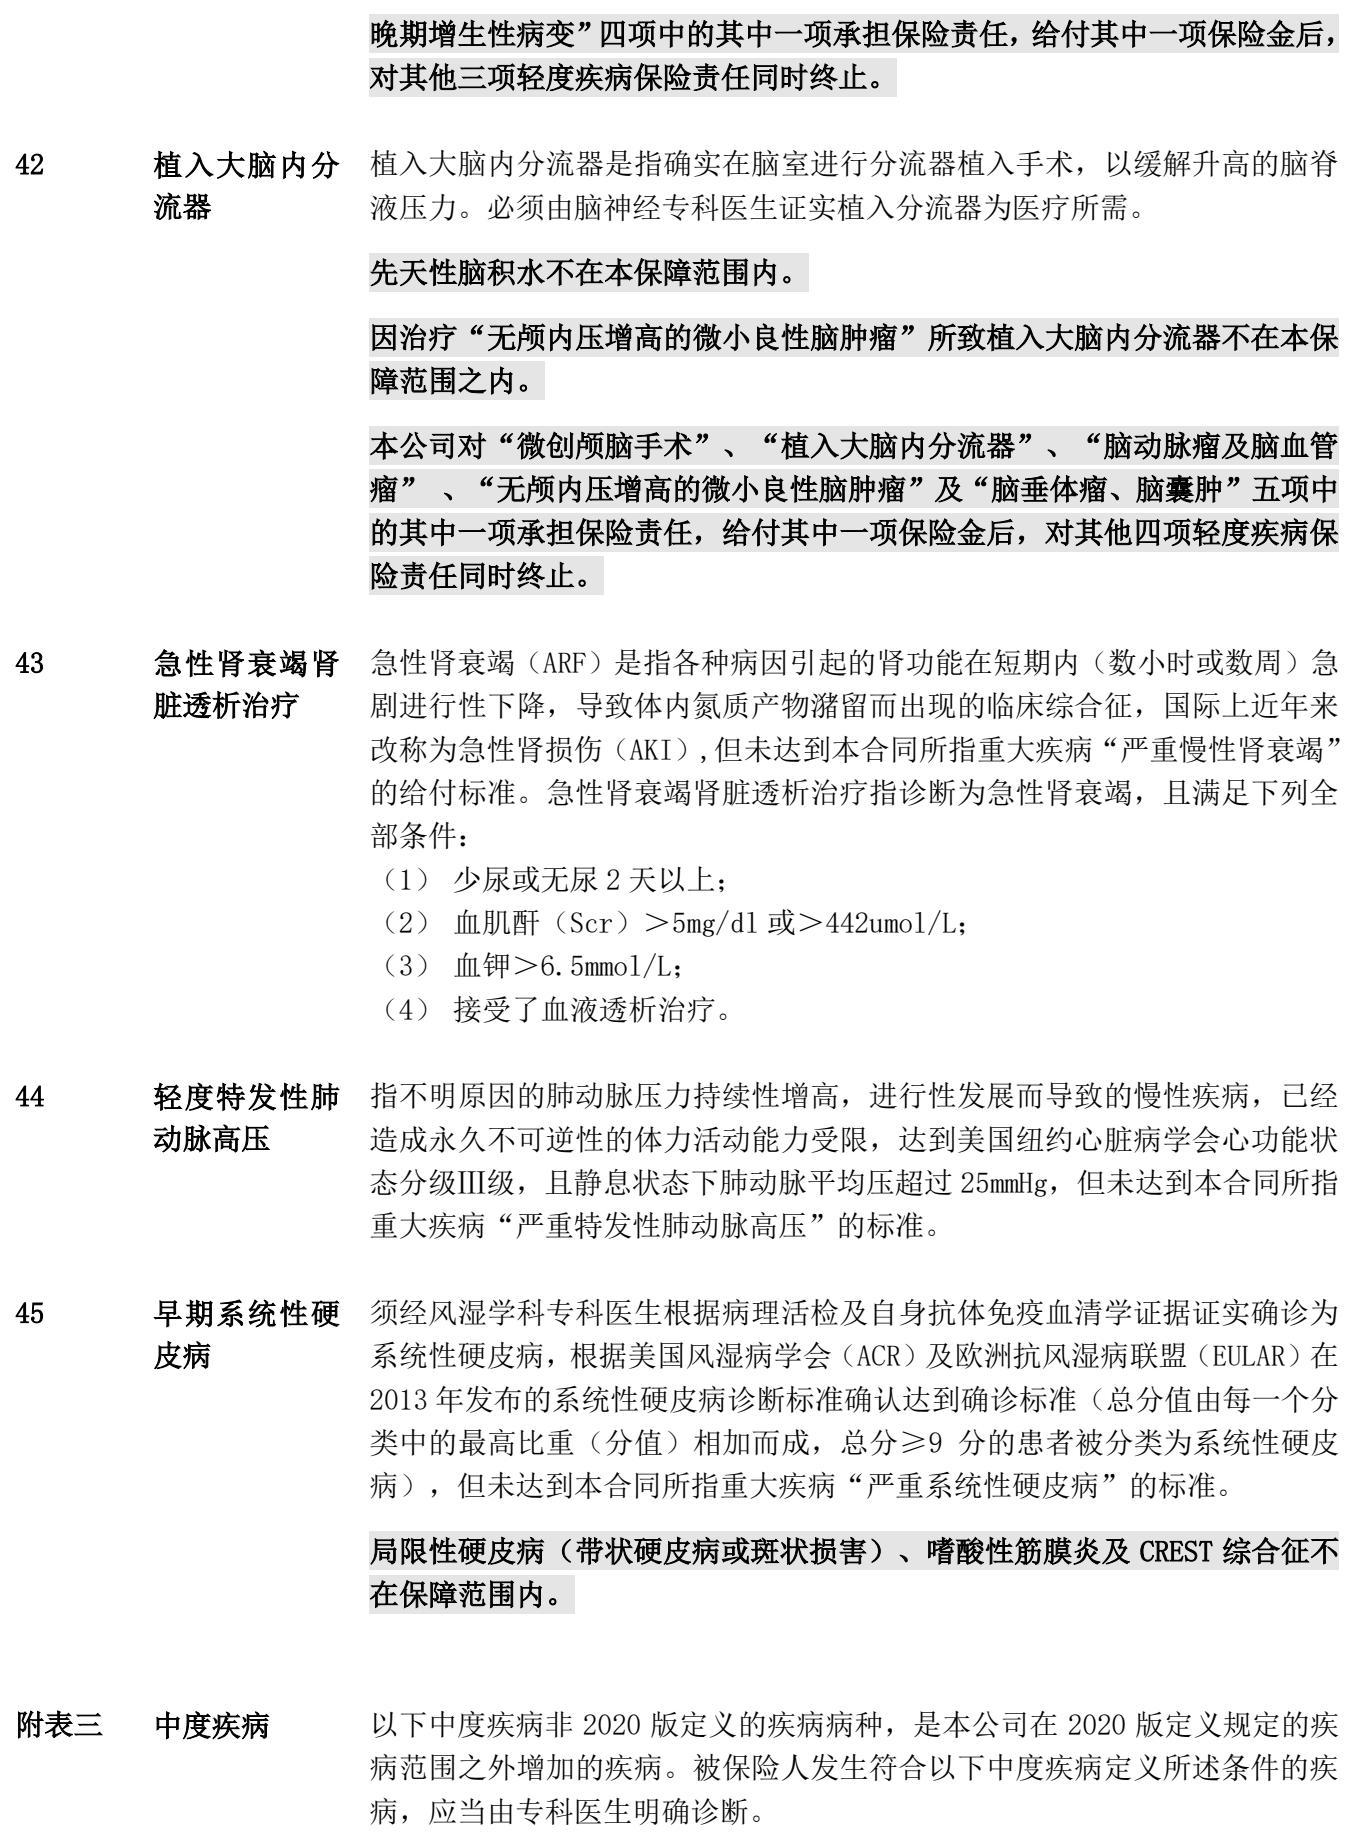 晚期增生性病变”四项中的其中一项承担保险责任，给付其中一项保险金后，
对其他三项轻度疾病保险责任同时终止。
42 植入大脑内分 植入大脑内分流器是指确实在脑室进行分流器植入手术，以缓解升高的脑脊
流器 液压力。必须由脑神经专科医生证实植入分流器为医疗所需。
先天性脑积水不在本保障范围内。
因治疗“无颅内压增高的微小良性脑肿瘤”所致植入大脑内分流器不在本保
障范围之内。
本公司对“微创颅脑手术”、“植入大脑内分流器”、“脑动脉瘤及脑血管
瘤” 、“无颅内压增高的微小良性脑肿瘤”及“脑垂体瘤、脑囊肿”五项中
的其中一项承担保险责任，给付其中一项保险金后，对其他四项轻度疾病保
险责任同时终止。
43 急性肾衰竭肾 急性肾衰竭（ARF）是指各种病因引起的肾功能在短期内（数小时或数周）急
脏透析治疗 剧进行性下降，导致体内氮质产物潴留而出现的临床综合征，国际上近年来
改称为急性肾损伤（AKI）,但未达到本合同所指重大疾病“严重慢性肾衰竭”
的给付标准。急性肾衰竭肾脏透析治疗指诊断为急性肾衰竭，且满足下列全
部条件：
（1） 少尿或无尿 2 天以上；
（2） 血肌酐（Scr）＞5mg/dl 或＞442umol/L；
（3） 血钾＞6.5mmol/L；
（4） 接受了血液透析治疗。
44 轻度特发性肺 指不明原因的肺动脉压力持续性增高，进行性发展而导致的慢性疾病，已经
动脉高压 造成永久不可逆性的体力活动能力受限，达到美国纽约心脏病学会心功能状
态分级Ⅲ级，且静息状态下肺动脉平均压超过 25mmHg，但未达到本合同所指
重大疾病“严重特发性肺动脉高压”的标准。
45 早期系统性硬 须经风湿学科专科医生根据病理活检及自身抗体免疫血清学证据证实确诊为
皮病 系统性硬皮病，根据美国风湿病学会（ACR）及欧洲抗风湿病联盟（EULAR）在
2013 年发布的系统性硬皮病诊断标准确认达到确诊标准（总分值由每一个分
类中的最高比重（分值）相加而成，总分≥9 分的患者被分类为系统性硬皮
病），但未达到本合同所指重大疾病“严重系统性硬皮病”的标准。
局限性硬皮病（带状硬皮病或斑状损害）、嗜酸性筋膜炎及 CREST 综合征不
在保障范围内。
附表三 中度疾病 以下中度疾病非 2020 版定义的疾病病种，是本公司在 2020 版定义规定的疾
病范围之外增加的疾病。被保险人发生符合以下中度疾病定义所述条件的疾
病，应当由专科医生明确诊断。